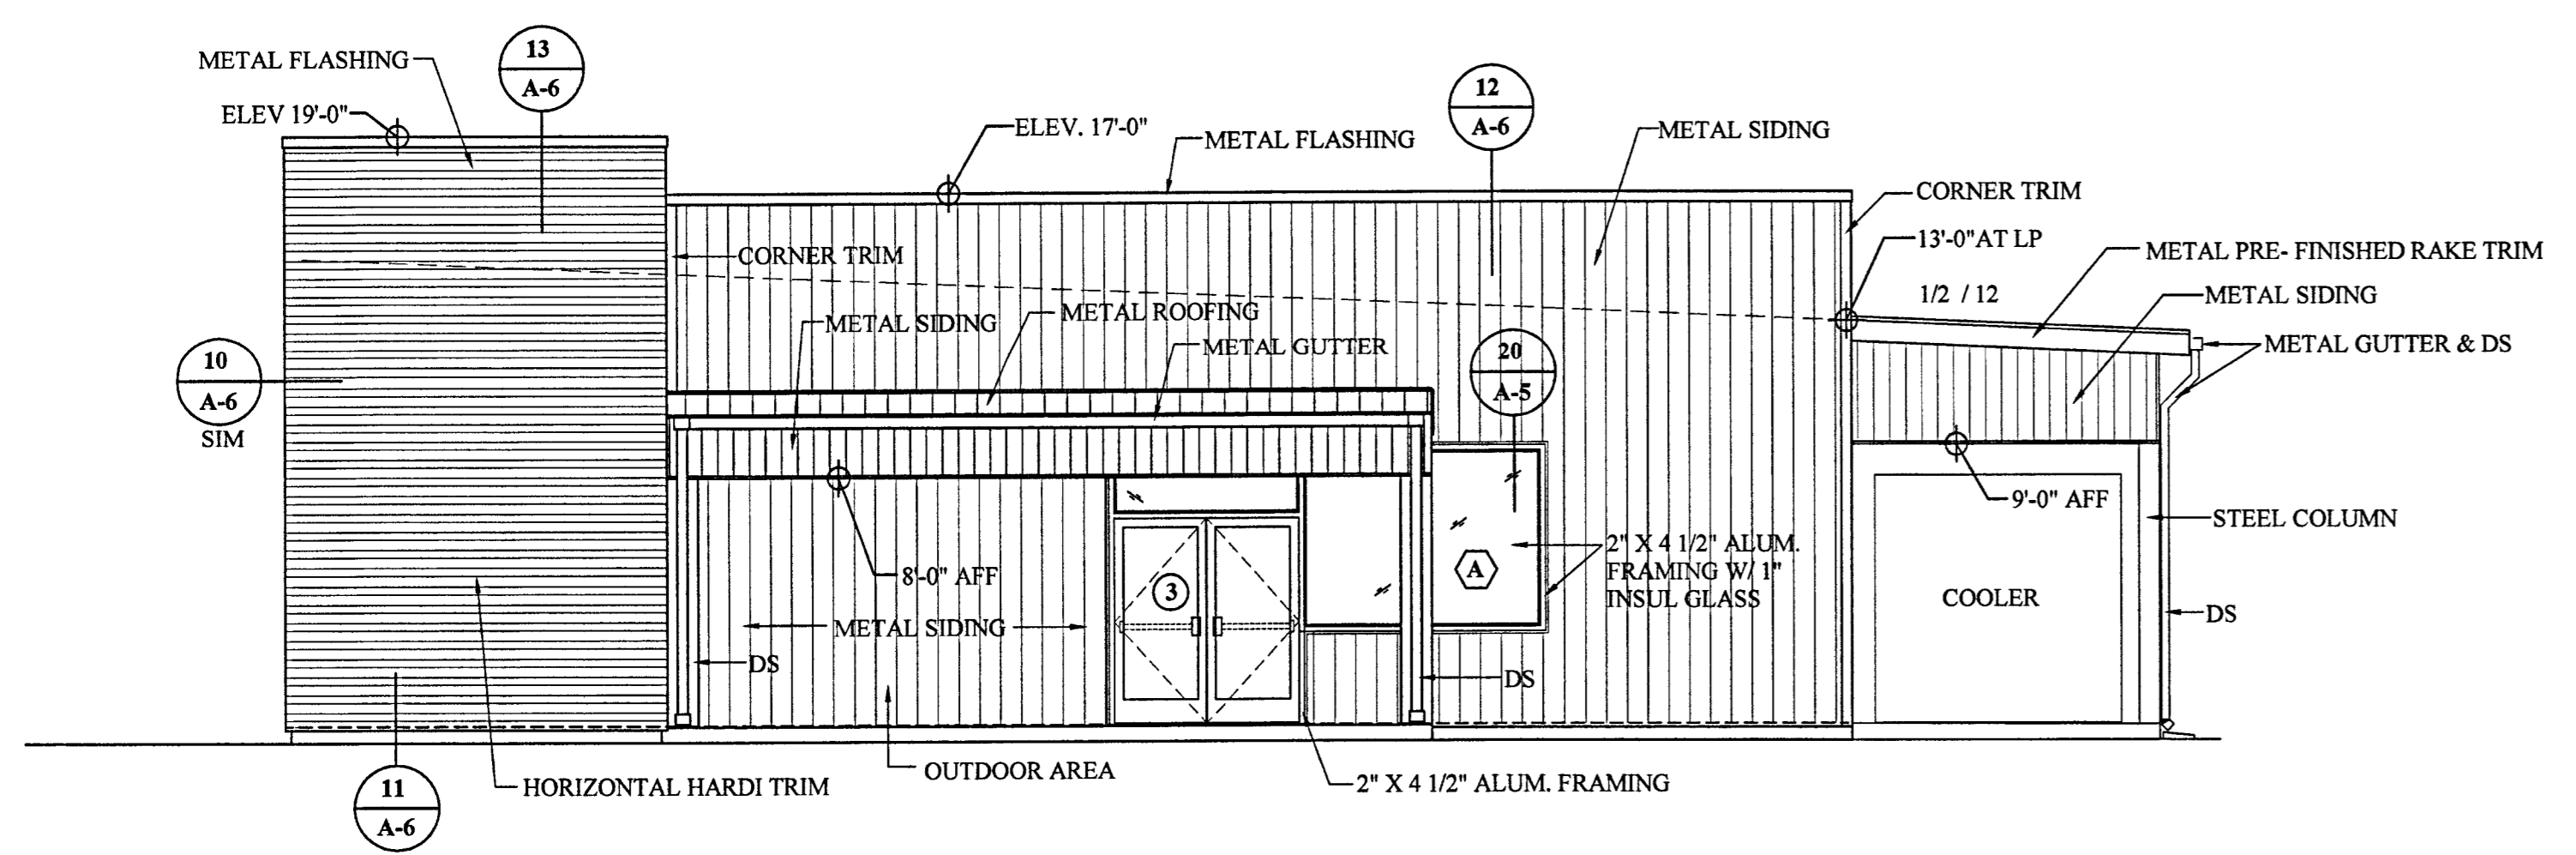 13
A-6
METAL FLASHING
ELEV 19'-0"
ELEV. 17'-0"
METAL FLASHING
12
A-6
METAL SIDING
CORNER TRIM
13'-0"AT LP
METAL PRE- FINISHED RAKE TRIM
1/2 / 12
METAL SIDING
METAL GUTTER & DS
CORNER TRIM
METAL SIDING
METAL ROOFING
METAL GUTTER
20
A-5
10
A-6
SIM
9'-0" AFF
STEEL COLUMN
8'-0" AFF
3
A
2" X 4 1/2" ALUM.
FRAMING W/ 1"
INSUL GLASS
COOLER
DS
METAL SIDING
DS
DS
OUTDOOR AREA
HORIZONTAL HARDI TRIM
2" X 4 1/2" ALUM. FRAMING
11
A-6